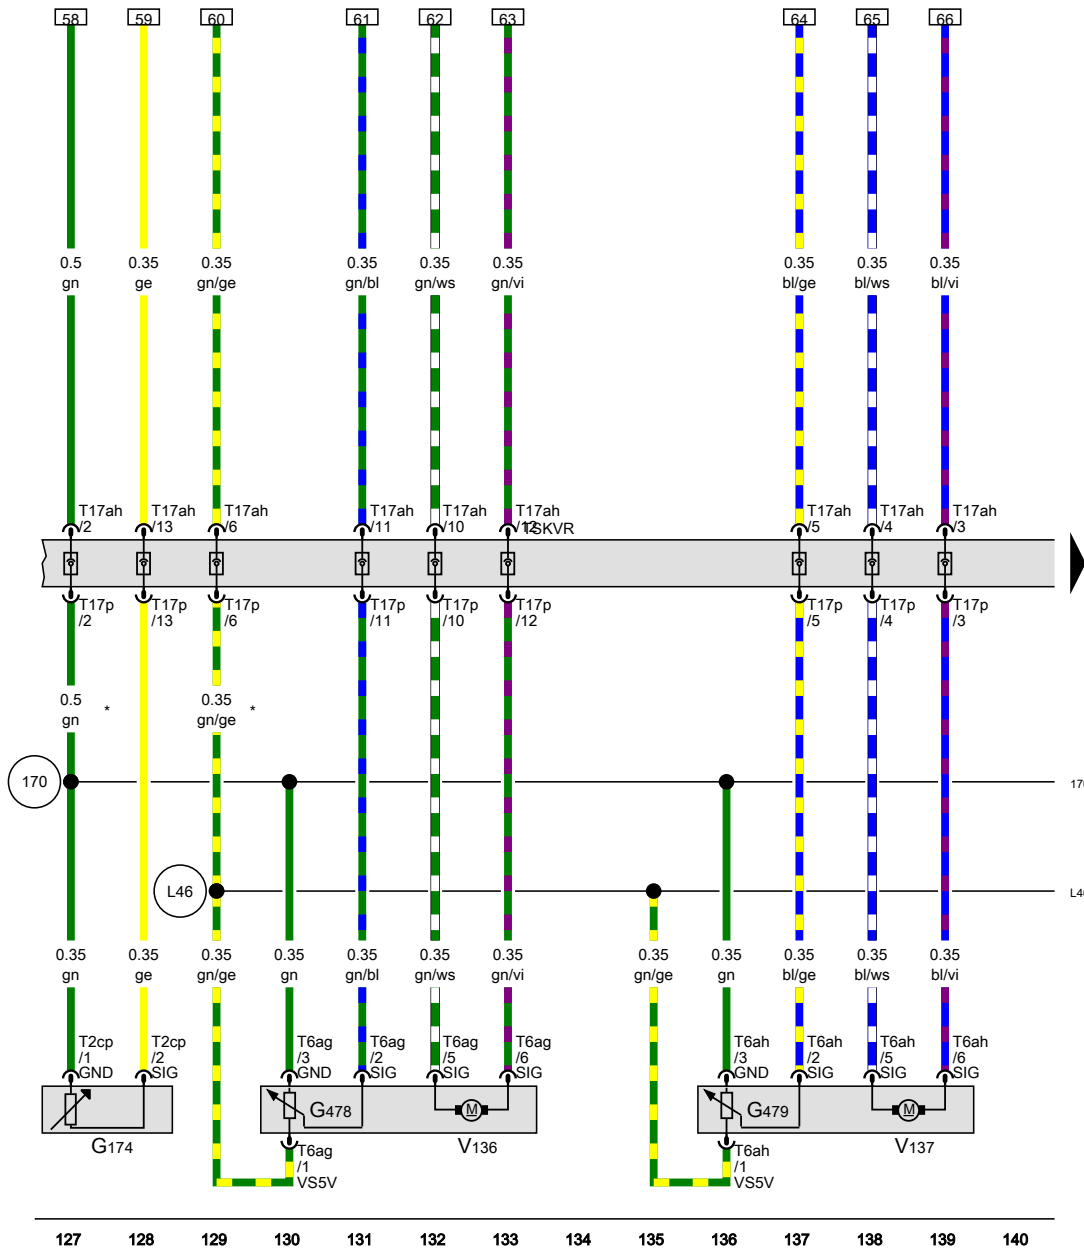 58 59 60 61 62 63 64 65 66
0.5 0.35 0.35 0.35 0.35 0.35 0.35 0.35 0.35
gn ge gn/ge gn/bl gn/ws gn/vi bl/ge bl/ws bl/vi
T17ah T17ah T17ah T17ah T17ah T17ah T17ah T17ah T17ah
/2 /13 /6 /11 /10 /12 TSKVR /5 /4 /3
T17p T17p T17p T17p T17p T17p T17p T17p T17p
/2 /13 /6 /11 /10 /12 /5 /4 /3
0.5 0.35
gn * gn/ge *
170 170
L46 L46
0.35 0.35 0.35 0.35 0.35 0.35 0.35 0.35 0.35 0.35 0.35 0.35
gn ge gn/ge gn gn/bl gn/ws gn/vi gn/ge gn bl/ge bl/ws bl/vi
T2cp T2cp T6ag T6ag T6ag T6ag T6ah T6ah T6ah T6ah
/1 /2 /3 /2 /5 /6 /3 /2 /5 /6
GND SIG GND SIG SIG SIG GND SIG SIG SIG
G478 M G479 M
G174 V136 V137
T6ag T6ah
/1 /1
VS5V VS5V
127 128 129 130 131 132 133 134 135 136 137 138 139 140